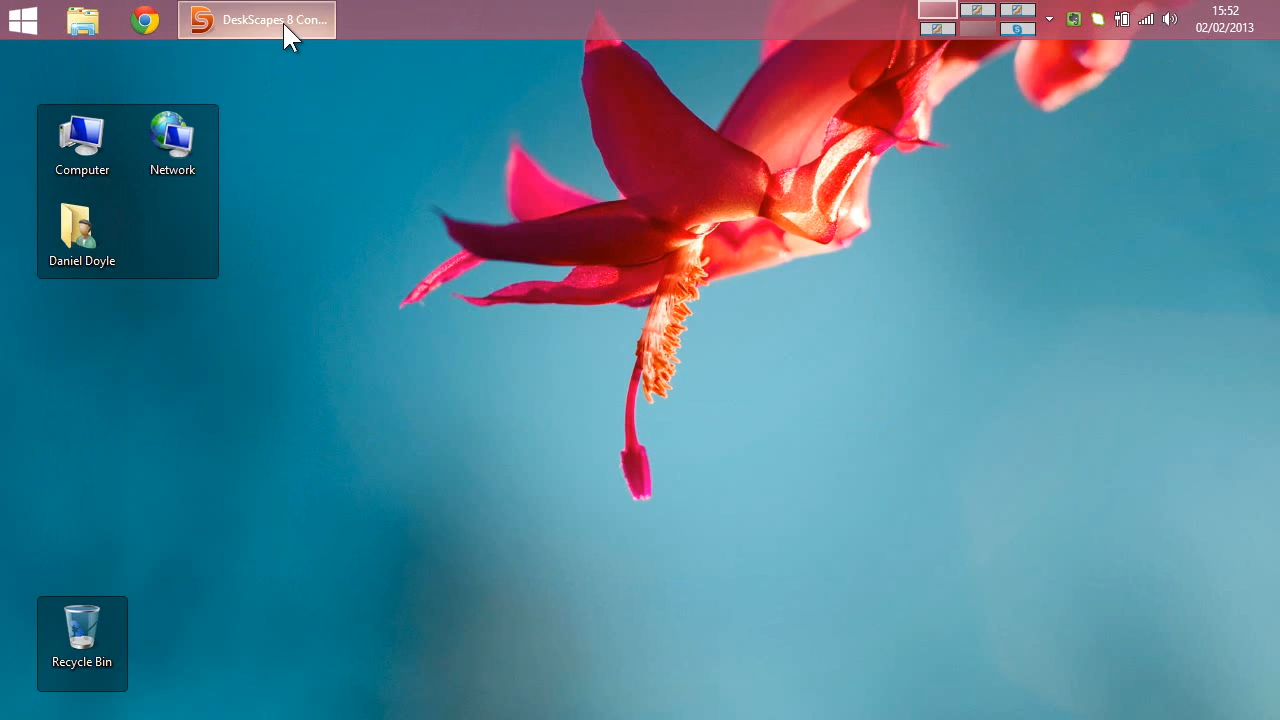 DeskScapes 8 Con...
15:52
02/02/2013
Computer
Network
Daniel Doyle
Recycle Bin